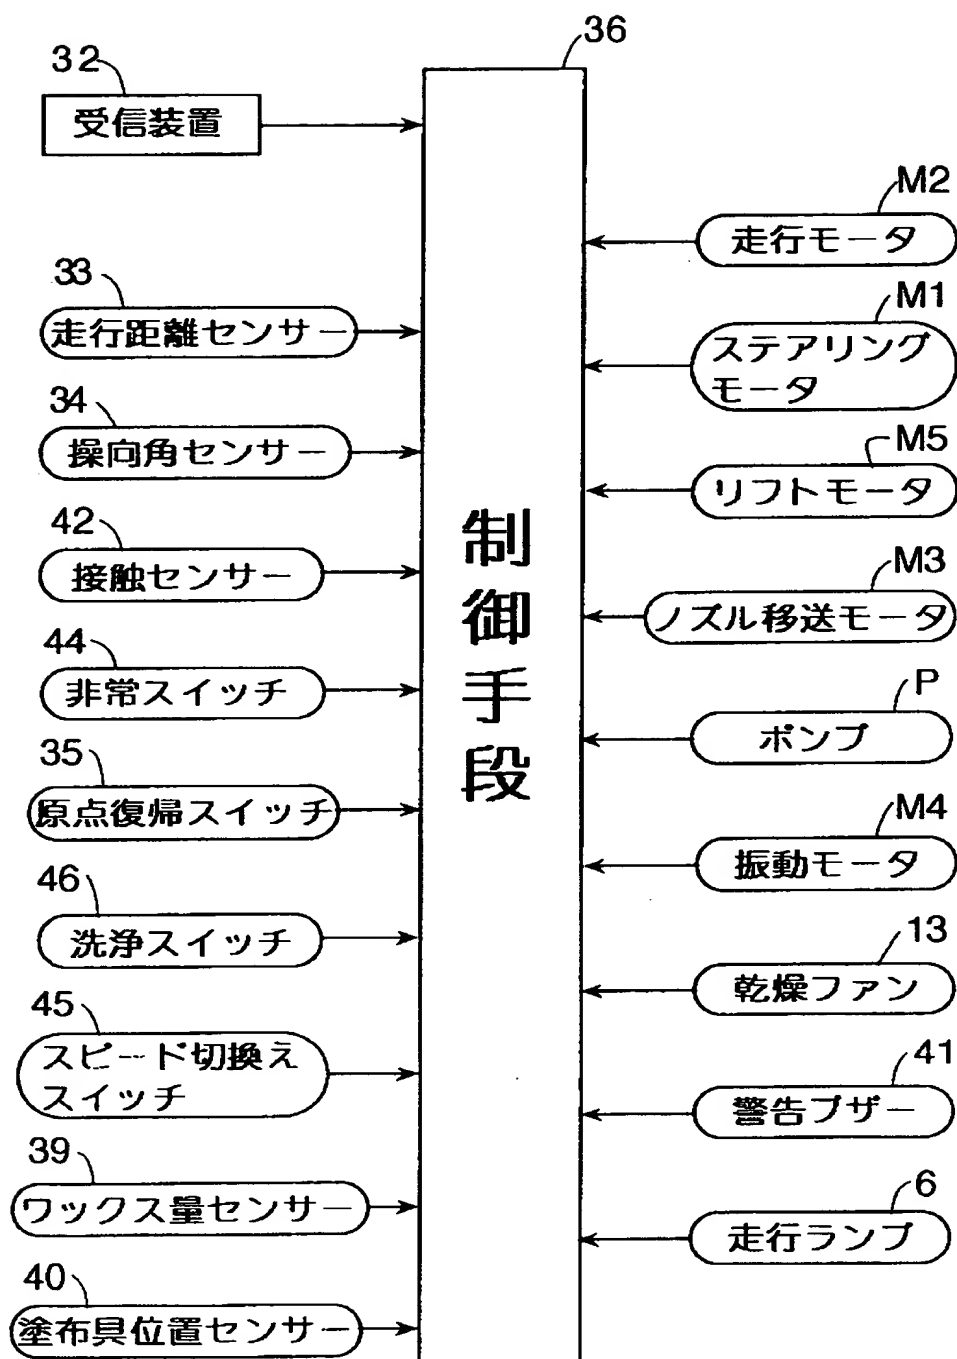 36
制御手段
32
受信装置
33
走行距離センサー
34
操向角センサー
42
接触センサー
44
非常スイッチ
35
原点復帰スイッチ
46
洗浄スイッチ
45
スピード切換え
スイッチ
39
ワックス量センサー
40
塗布具位置センサー
M2
走行モータ
M1
ステアリング
モータ
M5
リフトモータ
M3
ノズル移送モータ
P
ポンプ
M4
振動モータ
13
乾燥ファン
41
警告ブザー
6
走行ランプ